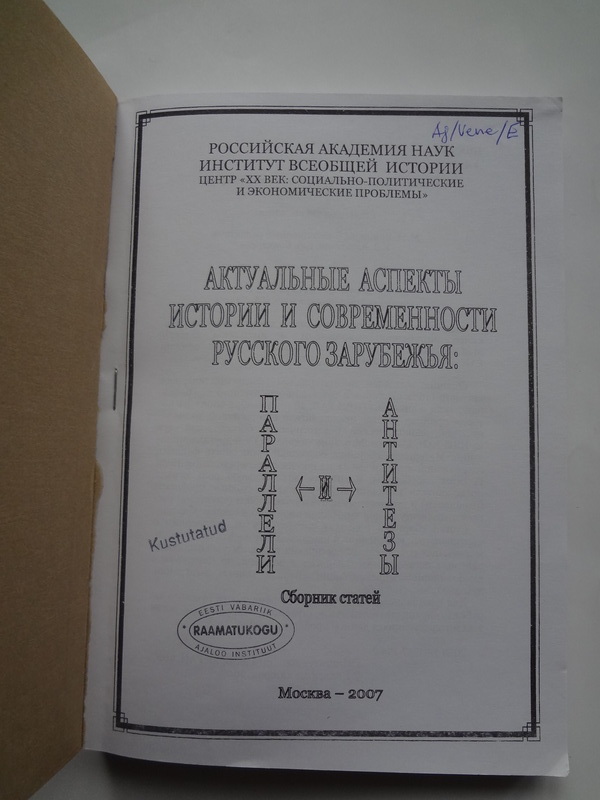 Aj/Vene/E
РОССИЙСКАЯ АКАДЕМИЯ НАУК
ИНСТИТУТ ВСЕОБЩЕЙ ИСТОРИИ
ЦЕНТР «XX ВЕК: СОЦИАЛЬНО-ПОЛИТИЧЕСКИЕ
И ЭКОНОМИЧЕСКИЕ ПРОБЛЕМЫ»
АКТУАЛЬНЫЕ АСПЕКТЫ
ИСТОРИИ И СОВРЕМЕННОСТИ
РУССКОГО ЗАРУБЕЖЬЯ:
ПАРАЛЛЕЛИ
←И→
АНТИТЕЗЫ
Kustutatud
Сборник статей
EESTI VABARIIK
* RAAMATUKOGU *
AJALOO INSTITUUT
Москва – 2007